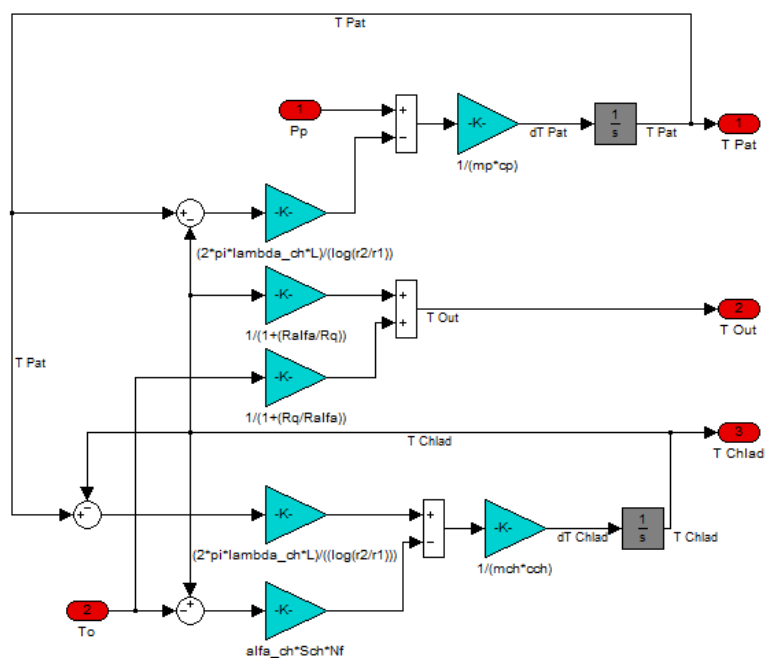 T Pat
1
Pp
+
−
-K-
1/(mp*cp)
dT Pat
1
s
T Pat
1
T Pat
+
−
-K-
(2*pi*lambda_ch*L)/(log(r2/r1))
-K-
1/(1+(Ralfa/Rq))
+
+
T Out
2
T Out
T Pat
-K-
1/(1+(Rq/Ralfa))
T Chlad
3
T Chlad
−
+
-K-
(2*pi*lambda_ch*L)/((log(r2/r1)))
+
−
-K-
1/(mch*cch)
dT Chlad
1
s
T Chlad
2
To
+
−
-K-
alfa_ch*Sch*Nf